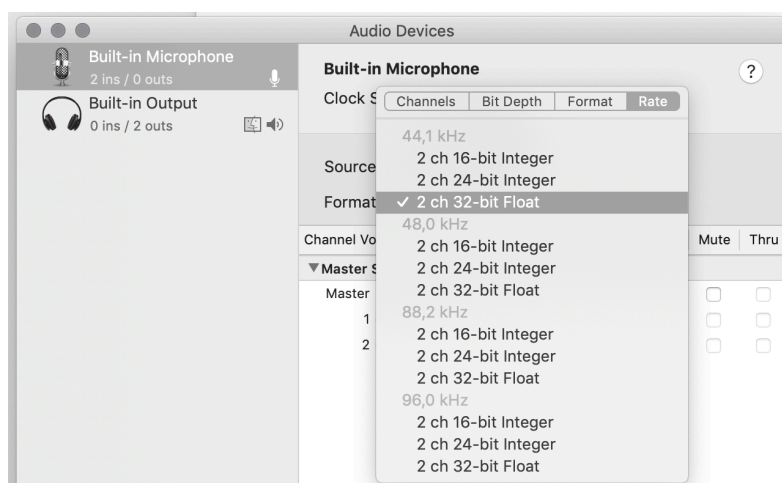 Audio Devices
Built-in Microphone
2 ins / 0 outs
Built-in Output
0 ins / 2 outs
Built-in Microphone
?
Clock S
Channels Bit Depth Format Rate
Source
Format
44,1 kHz
2 ch 16-bit Integer
2 ch 24-bit Integer
✓ 2 ch 32-bit Float
48,0 kHz
2 ch 16-bit Integer
2 ch 24-bit Integer
2 ch 32-bit Float
88,2 kHz
2 ch 16-bit Integer
2 ch 24-bit Integer
2 ch 32-bit Float
96,0 kHz
2 ch 16-bit Integer
2 ch 24-bit Integer
2 ch 32-bit Float
Channel Vo
Mute Thru
Master S
Master
1
2